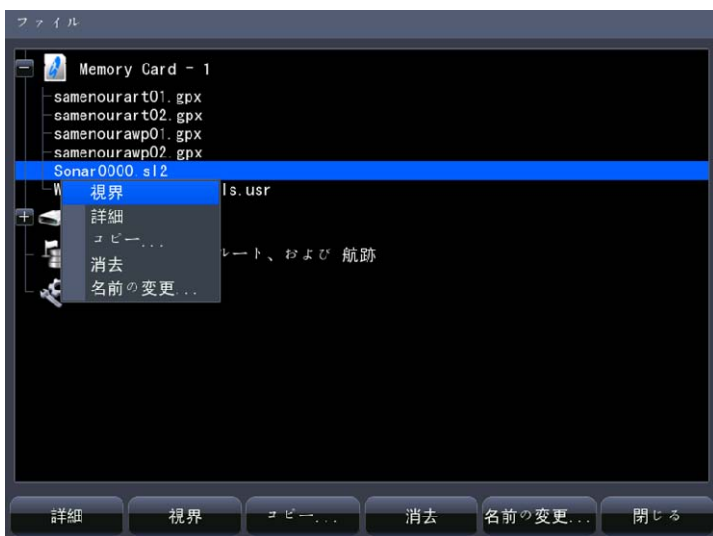 ファイル
Memory Card - 1
samenourart01.gpx
samenourart02.gpx
samenourawp01.gpx
samenourawp02.gpx
Sonar0000.sl2
視界
ls.usr
詳細
コピー...
ルート、および 航跡
消去
名前の変更...
詳細
視界
コピー...
消去
名前の変更...
閉じる